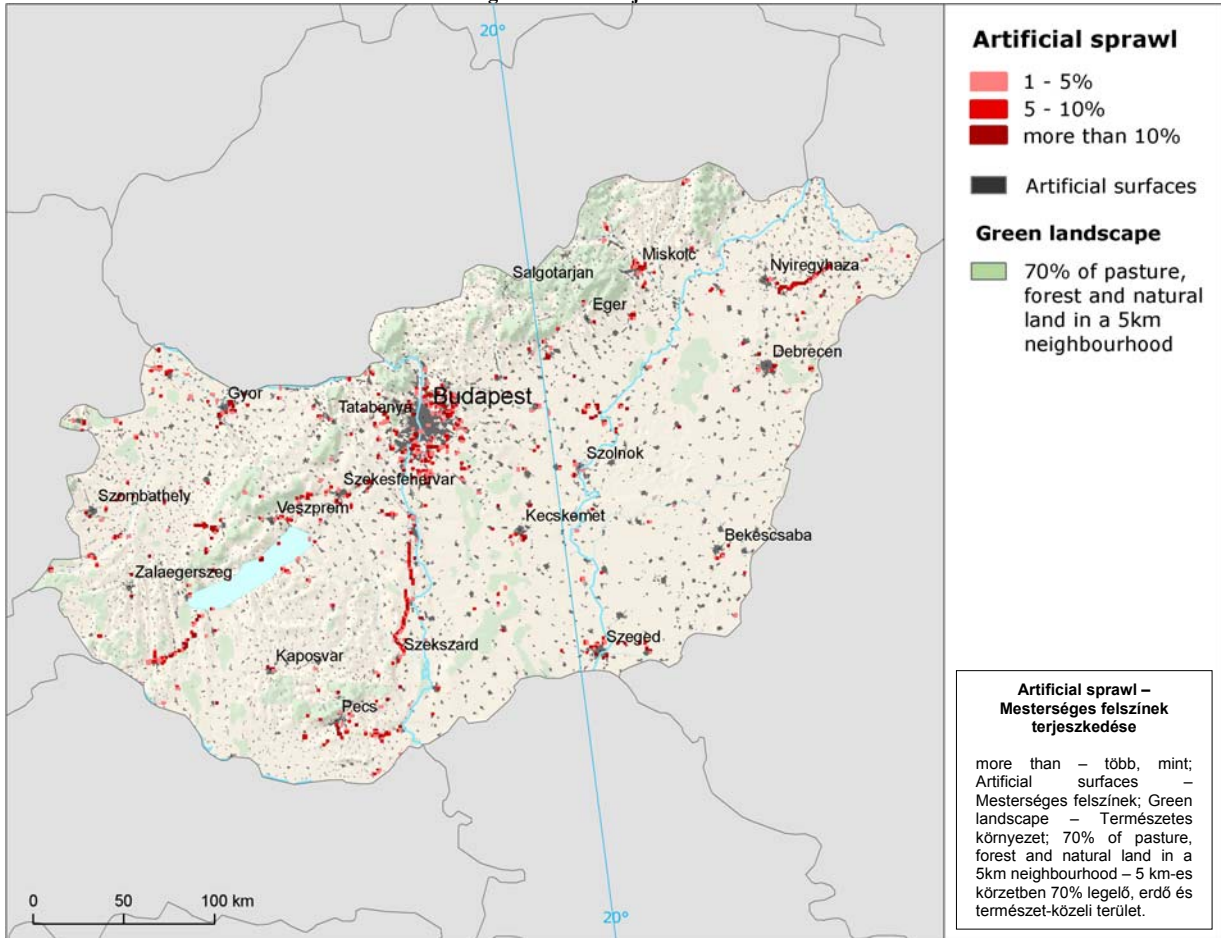 20°
Miskolc
Salgotarjan
Nyiregyhaza
Eger
Debrecen
Gyor
Budapest
Tatabanya
Szolnok
Szekesfehervar
Szombathely
Veszprem
Kecskemet
Bekescsaba
Zalaegerszeg
Szeged
Szekszard
Kaposvar
Pecs
0 50 100 km
20°
Artificial sprawl
1 - 5%
5 - 10%
more than 10%
Artificial surfaces
Green landscape
70% of pasture,
forest and natural
land in a 5km
neighbourhood
Artificial sprawl –
Mesterséges felszínek
terjeszkedése
more than – több, mint;
Artificial surfaces –
Mesterséges felszínek; Green
landscape – Természetes
környezet; 70% of pasture,
forest and natural land in a
5km neighbourhood – 5 km-es
körzetben 70% legelő, erdő és
természet-közeli terület.